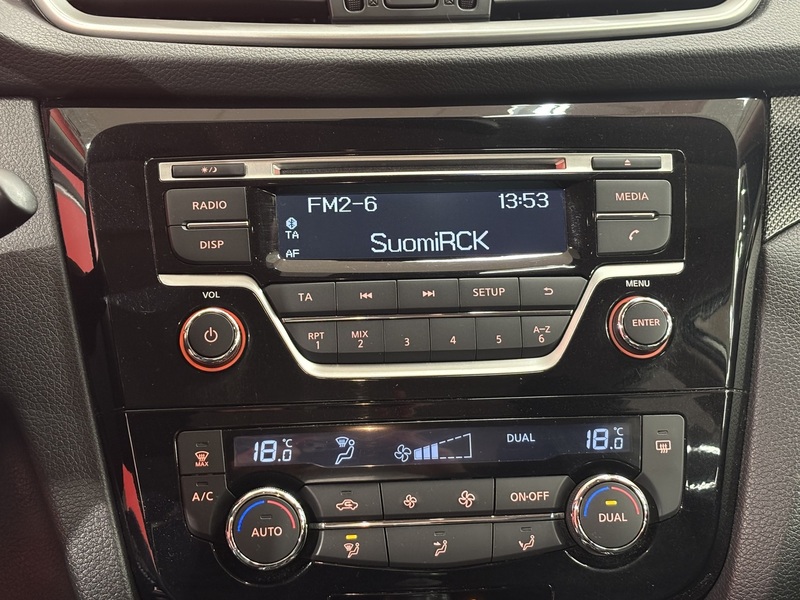 RADIO
DISP
FM2-6 13:53
TA
AF
SuomiRCK
MEDIA
VOL
MENU
TA SETUP
RPT 1 MIX 2 3 4 5 A-Z 6
ENTER
18.0 °C DUAL 18.0 °C
MAX
A/C
ON·OFF
AUTO
DUAL